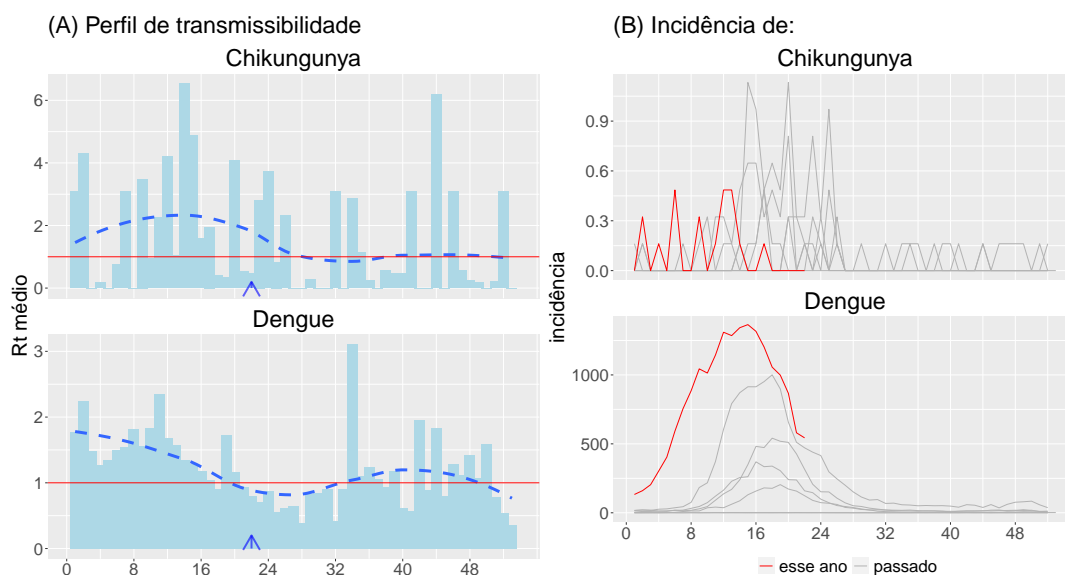 (A) Perfil de transmissibilidade
Chikungunya
6
4
2
0
Dengue
3
2
1
0
0 8 16 24 32 40 48
Rt médio
(B) Incidência de:
Chikungunya
0.9
0.6
0.3
0.0
Dengue
1000
500
0
0 8 16 24 32 40 48
incidência
esse ano passado